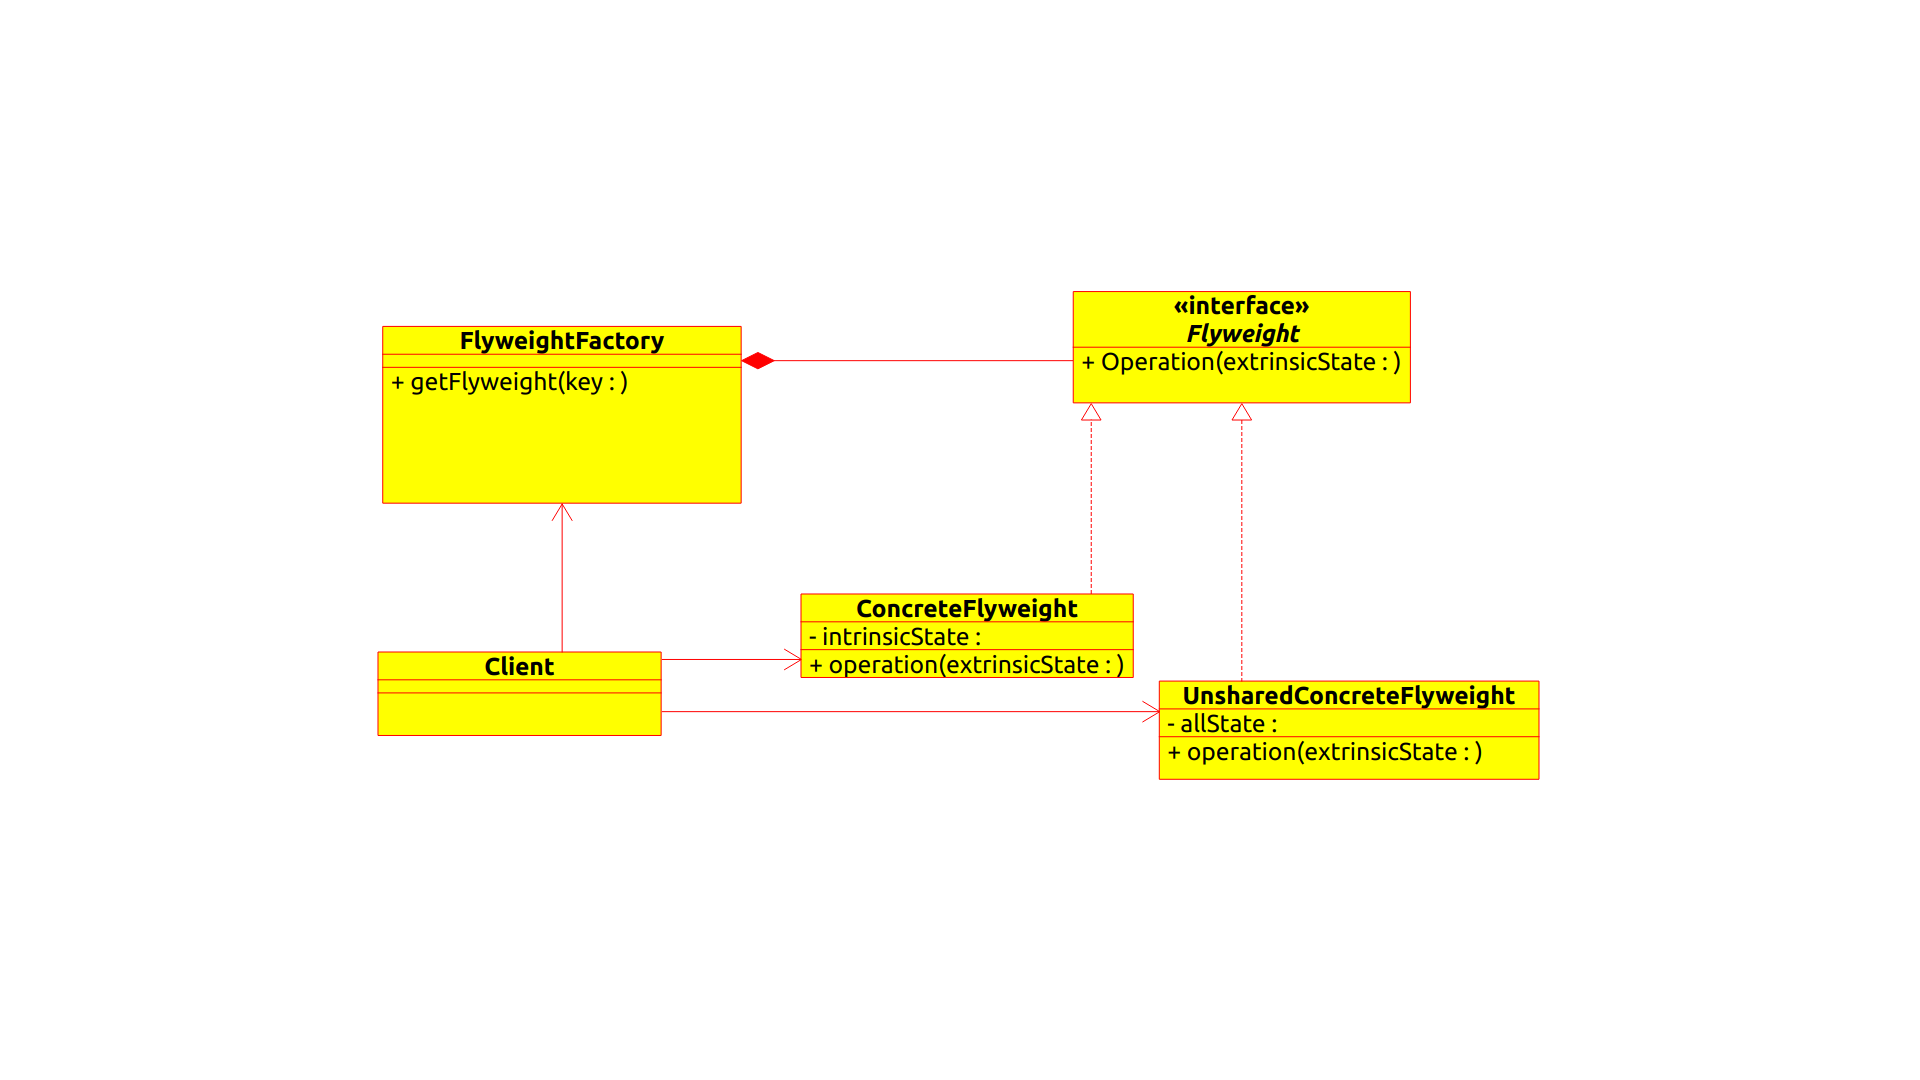 FlyweightFactory
+ getFlyweight(key : )
«interface»
Flyweight
+ Operation(extrinsicState : )
Client
ConcreteFlyweight
- intrinsicState :
+ operation(extrinsicState : )
UnsharedConcreteFlyweight
- allState :
+ operation(extrinsicState : )